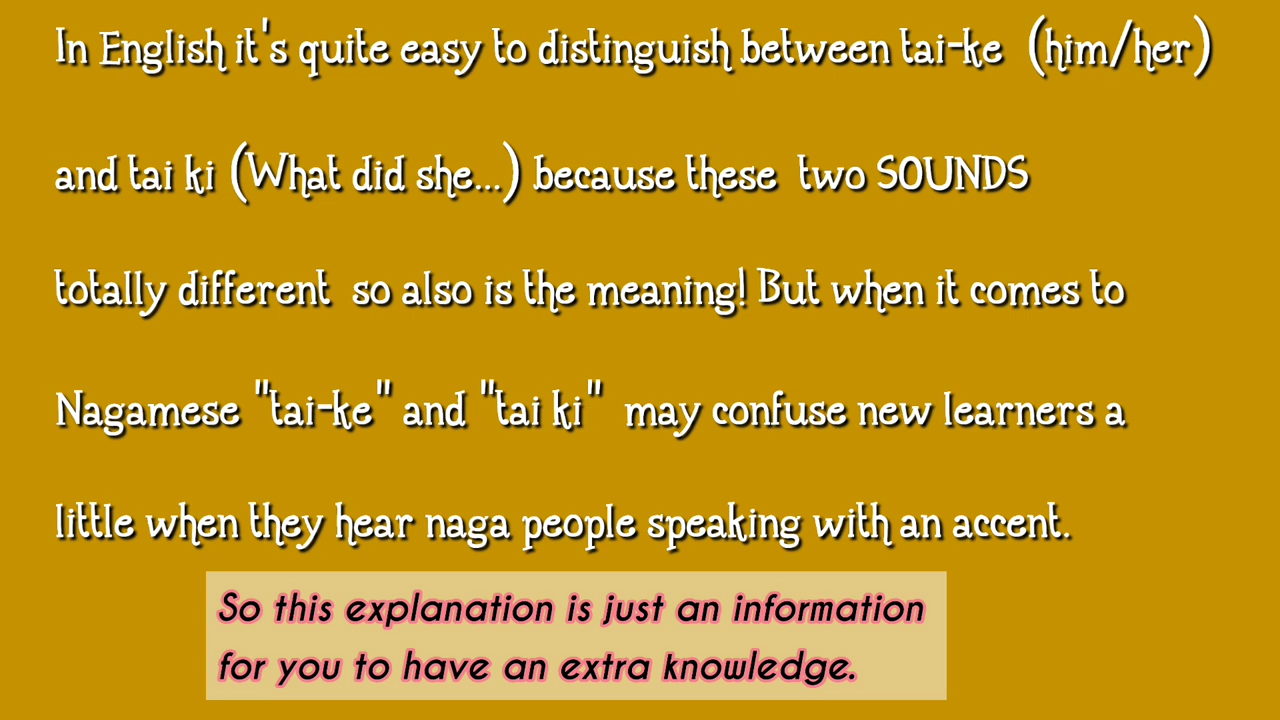 In English it's quite easy to distinguish between tai-ke (him/her)
and tai ki (What did she...) because these two SOUNDS
totally different so also is the meaning! But when it comes to
Nagamese "tai-ke" and "tai ki" may confuse new learners a
little when they hear naga people speaking with an accent.
So this explanation is just an information
for you to have an extra knowledge.